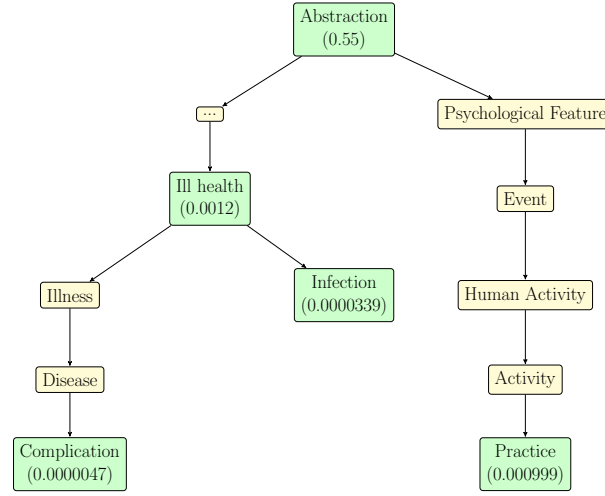 Abstraction
(0.55)
...
Psychological Feature
Ill health
(0.0012)
Event
Illness
Infection
(0.0000339)
Human Activity
Disease
Activity
Complication
(0.0000047)
Practice
(0.000999)